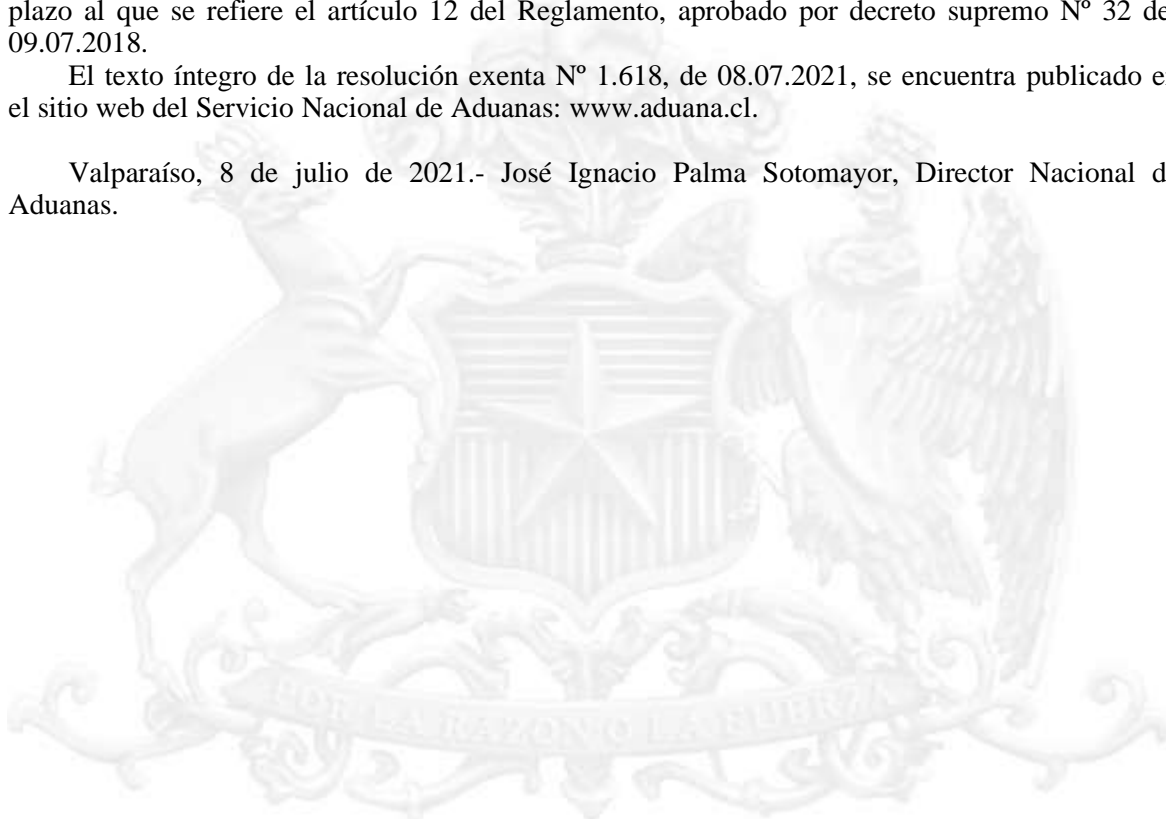 plazo al que se refiere el artículo 12 del Reglamento, aprobado por decreto supremo Nº 32 de
09.07.2018.
El texto íntegro de la resolución exenta Nº 1.618, de 08.07.2021, se encuentra publicado e
el sitio web del Servicio Nacional de Aduanas: www.aduana.cl.
Valparaíso, 8 de julio de 2021.- José Ignacio Palma Sotomayor, Director Nacional d
Aduanas.
POR LA RAZON O LA FUERZA